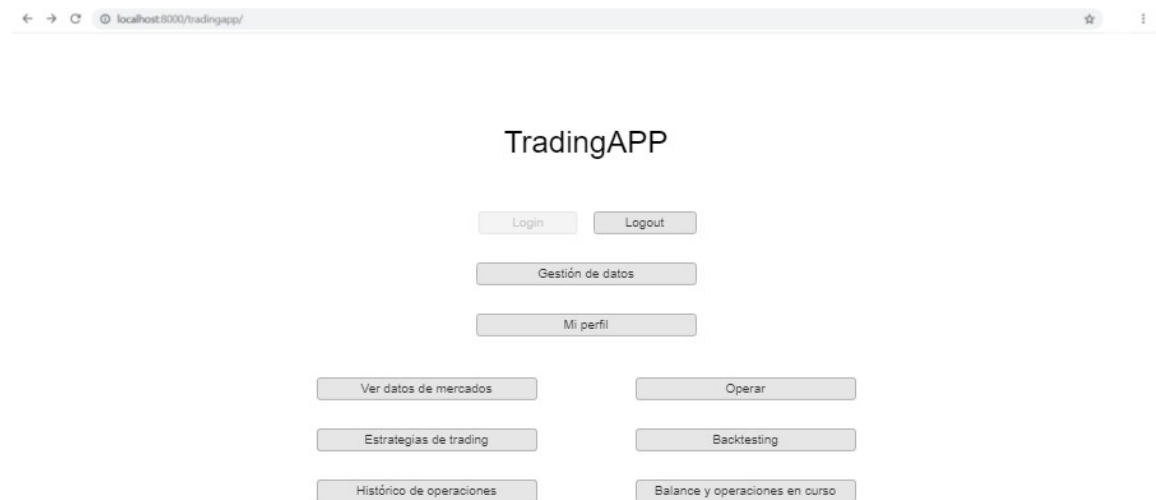 localhost:8000/tradingapp/
TradingAPP
Login Logout
Gestión de datos
Mi perfil
Ver datos de mercados Operar
Estrategias de trading Backtesting
Histórico de operaciones Balance y operaciones en curso